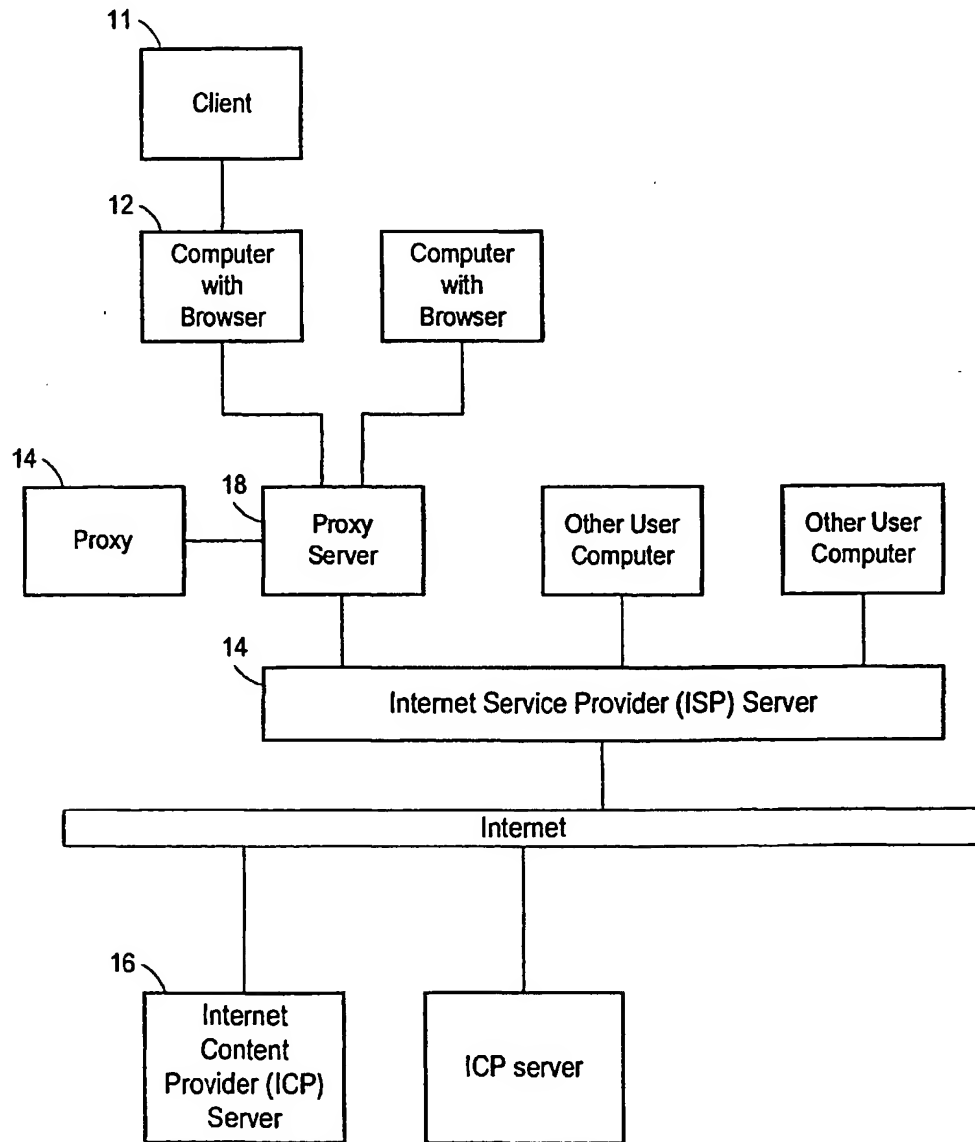 11
Client
12
Computer
with
Browser
Computer
with
Browser
14
Proxy
18
Proxy
Server
Other User
Computer
Other User
Computer
14
Internet Service Provider (ISP) Server
Internet
16
Internet
Content
Provider (ICP)
Server
ICP server